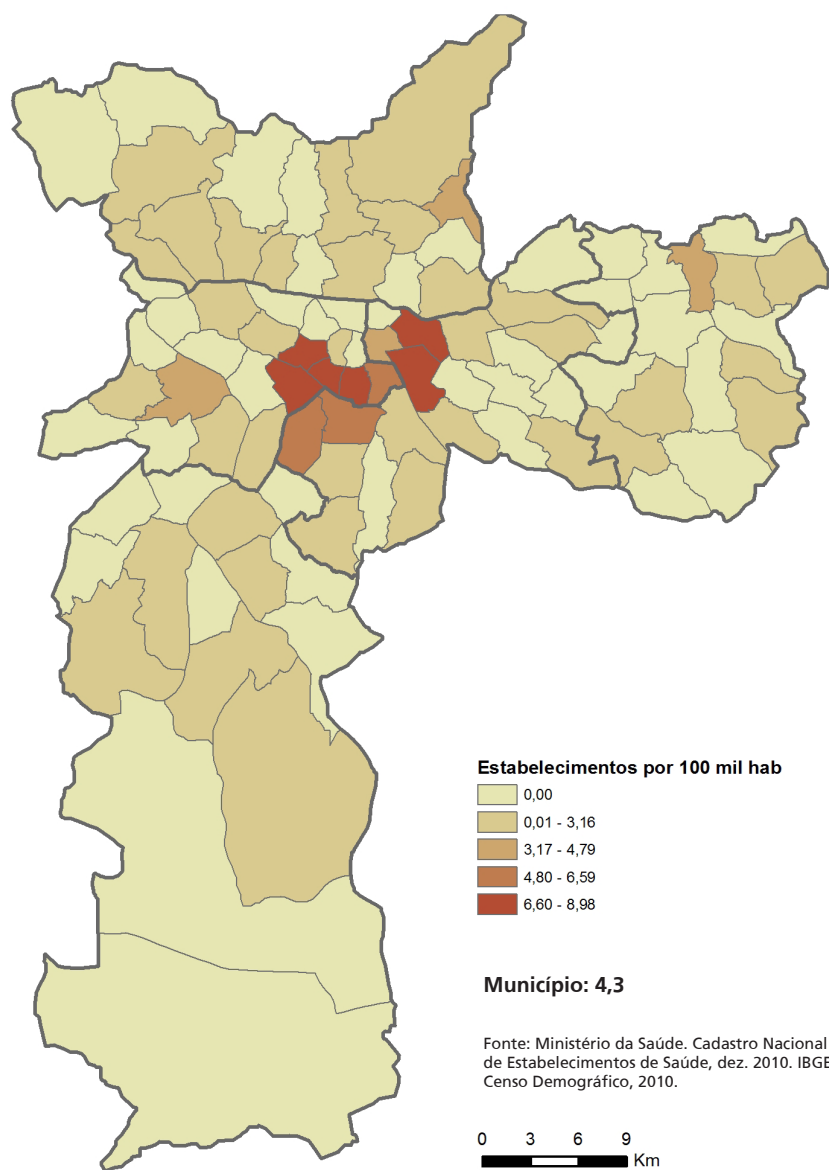 Estabelecimentos por 100 mil hab
0,00
0,01 - 3,16
3,17 - 4,79
4,80 - 6,59
6,60 - 8,98
Município: 4,3
Fonte: Ministério da Saúde. Cadastro Nacional
de Estabelecimentos de Saúde, dez. 2010. IBGE
Censo Demográfico, 2010.
0 3 6 9
Km